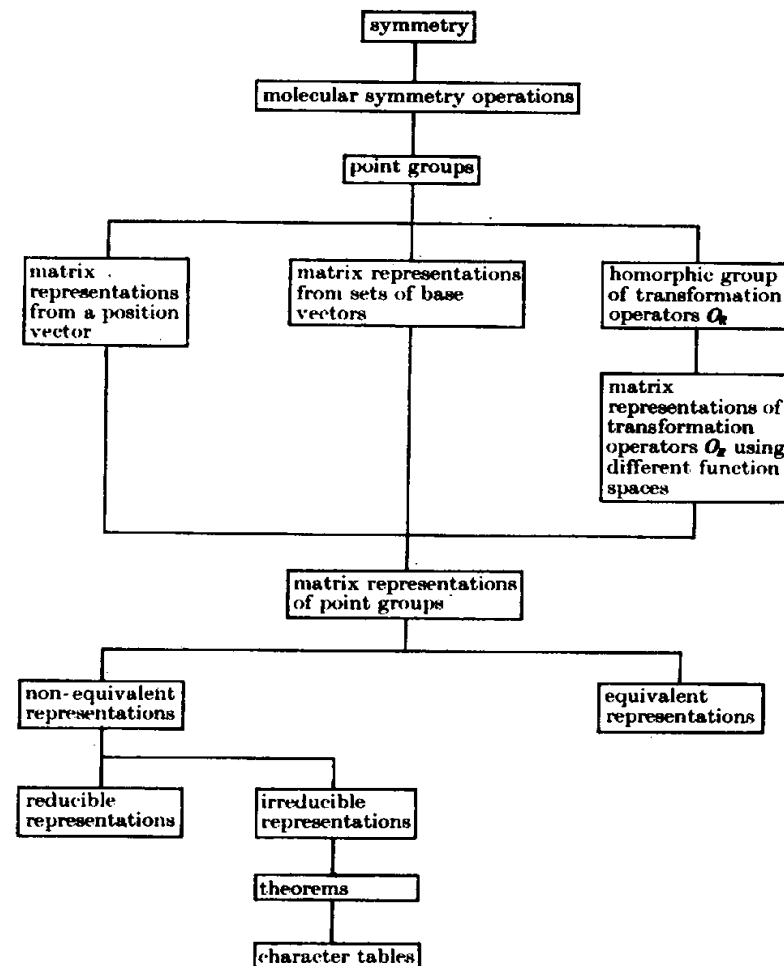 symmetry
molecular symmetry operations
point groups
matrix
representations
from a position
vector
matrix representations
from sets of base
vectors
homorphic group
of transformation
operators O_R
matrix
representations of
transformation
operators O_R using
different function
spaces
matrix representations
of point groups
non-equivalent
representations
equivalent
representations
reducible
representations
irreducible
representations
theorems
character tables